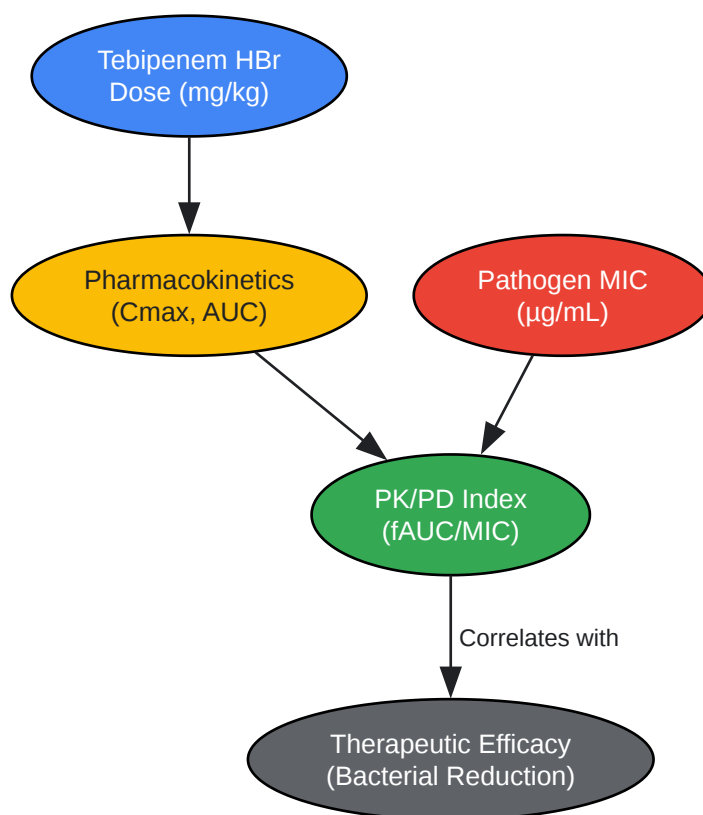 Tebipenem HBr
Dose (mg/kg)
Pharmacokinetics
(Cmax, AUC)
Pathogen MIC
(µg/mL)
PK/PD Index
(fAUC/MIC)
Correlates with
Therapeutic Efficacy
(Bacterial Reduction)